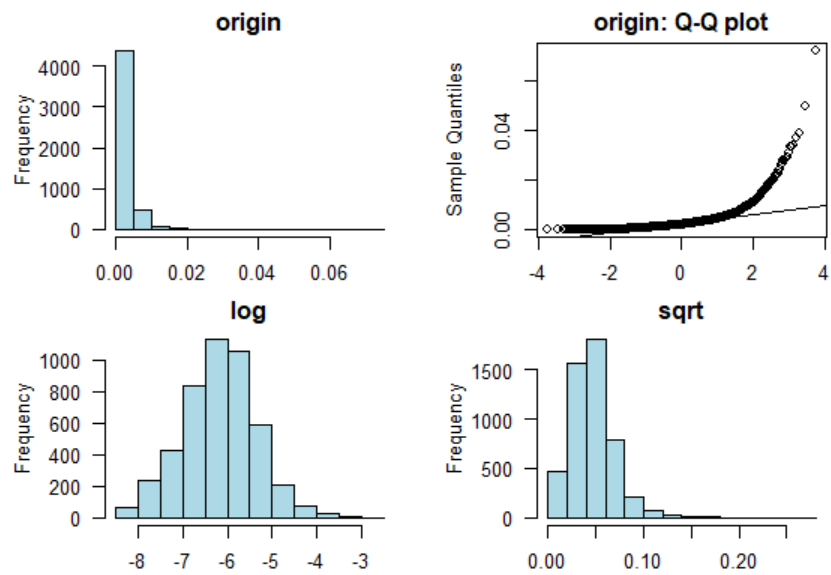 origin
Frequency
4000
3000
2000
1000
0
0.00 0.02 0.04 0.06
origin: Q-Q plot
Sample Quantiles
0.04
0.00
-4 -2 0 2 4
log
Frequency
1000
800
600
400
200
0
-8 -7 -6 -5 -4 -3
sqrt
Frequency
1500
1000
500
0
0.00 0.10 0.20